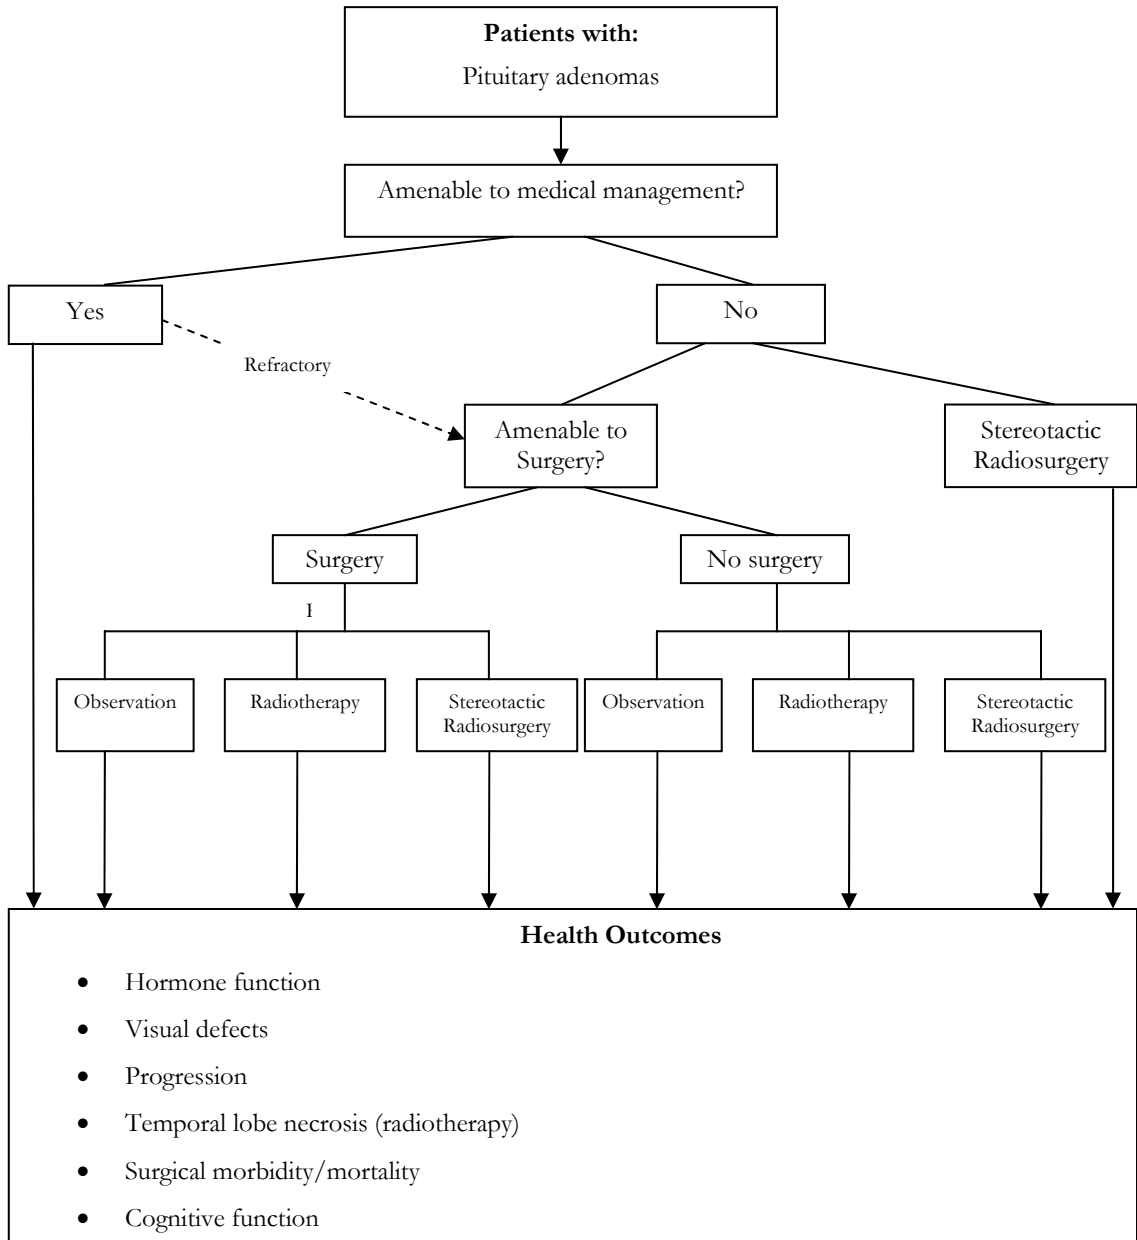 Patients with:
Pituitary adenomas
Amenable to medical management?
Yes
No
Refractory
Amenable to
Surgery?
Stereotactic
Radiosurgery
Surgery
No surgery
Observation
Radiotherapy
Stereotactic
Radiosurgery
Observation
Radiotherapy
Stereotactic
Radiosurgery
Health Outcomes
• Hormone function
• Visual defects
• Progression
• Temporal lobe necrosis (radiotherapy)
• Surgical morbidity/mortality
• Cognitive function